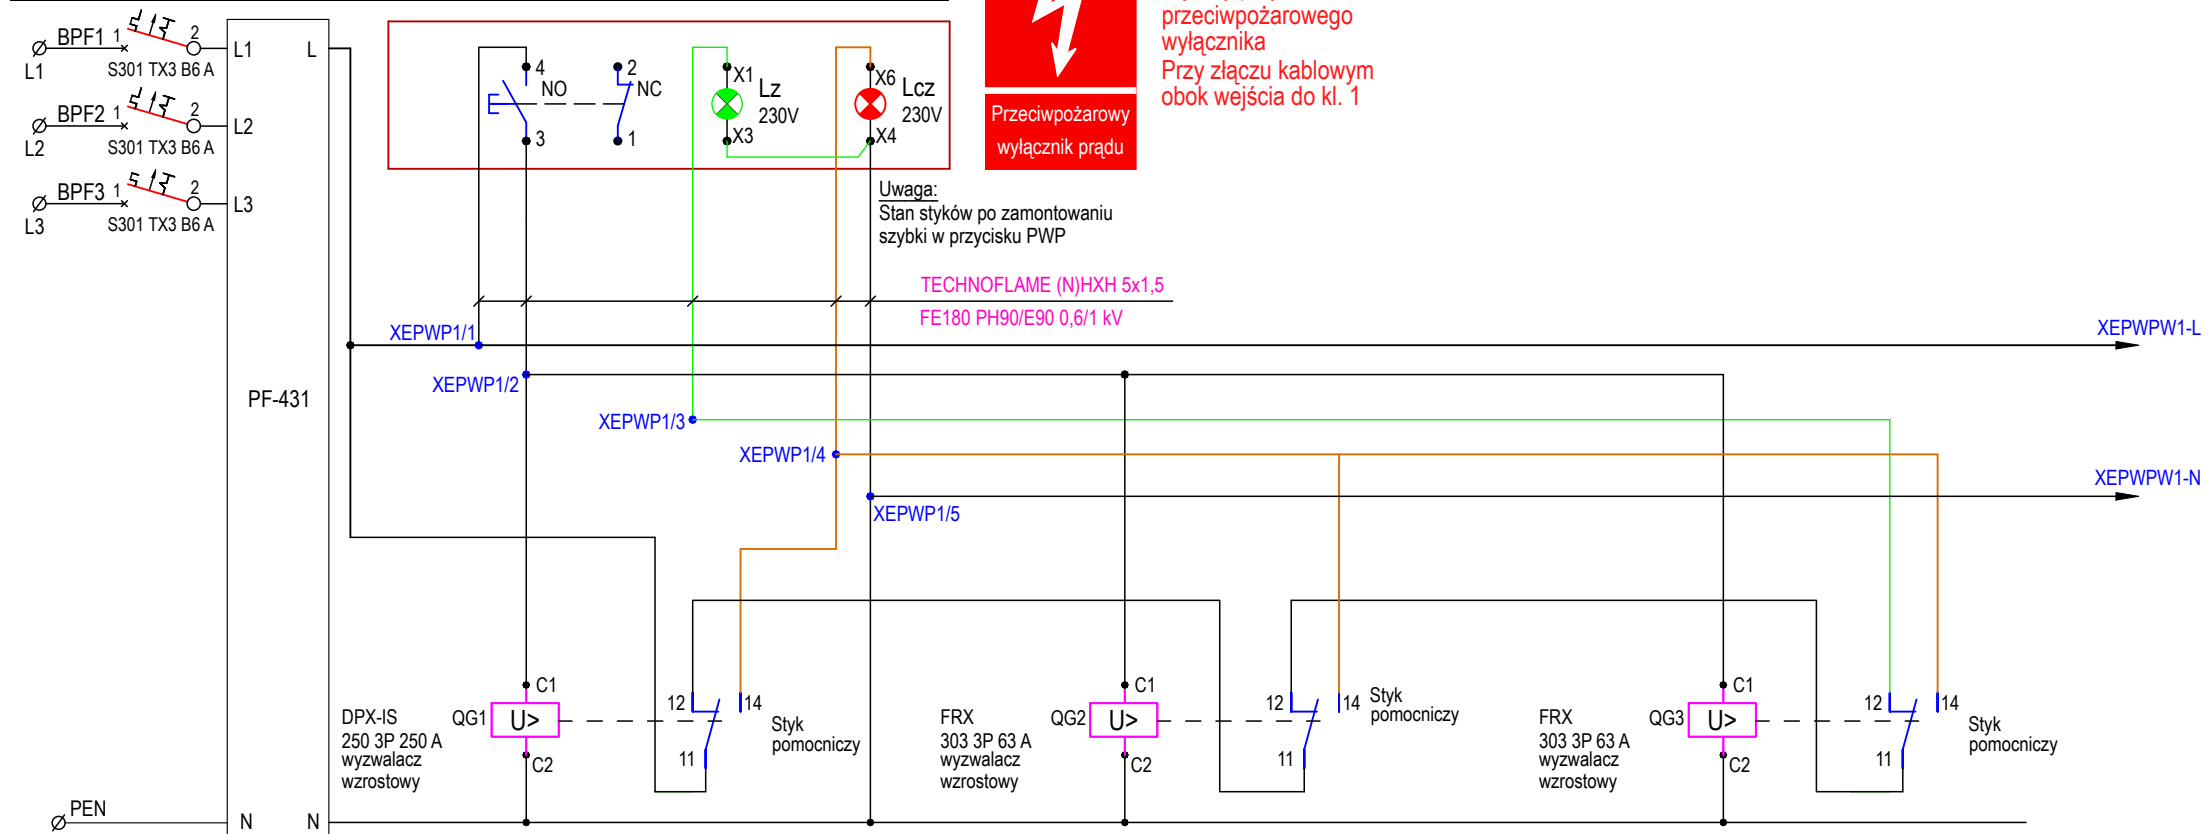 BPF1 1 2
L1
S301 TX3 B6 A
L1
L
BPF2 1 2
L2
S301 TX3 B6 A
L2
BPF3 1 2
L3
S301 TX3 B6 A
L3
PF-431
PEN
N
N
4
NO
3
2
NC
1
X1
Lz
230V
X3
X6
Lcz
230V
X4
Przeciwpożarowy
wyłącznik prądu
przeciwpożarowego
wyłącznika
Przy złączu kablowym
obok wejścia do kl. 1
Uwaga:
Stan styków po zamontowaniu
szybki w przycisku PWP
TECHNOFLAME (N)HXH 5x1,5
FE180 PH90/E90 0,6/1 kV
XEPWP1/1
XEPWPW1-L
XEPWP1/2
XEPWP1/3
XEPWP1/4
XEPWPW1-N
XEPWP1/5
DPX-IS
250 3P 250 A
wyzwalacz
wzrostowy
QG1
C1
U>
C2
12
14
11
Styk
pomocniczy
FRX
303 3P 63 A
wyzwalacz
wzrostowy
QG2
C1
U>
C2
12
14
11
Styk
pomocniczy
FRX
303 3P 63 A
wyzwalacz
wzrostowy
QG3
C1
U>
C2
12
14
11
Styk
pomocniczy